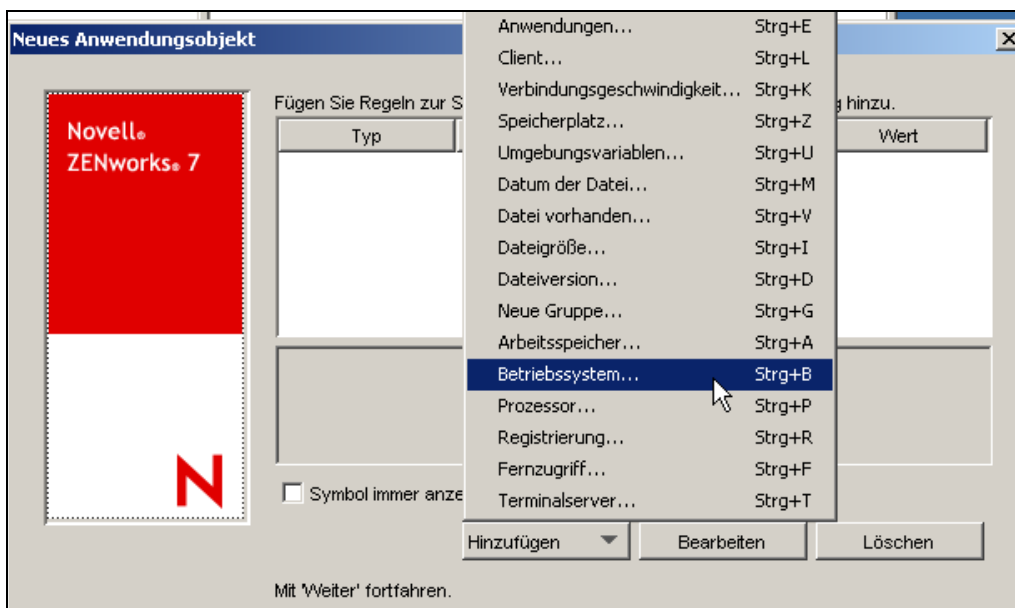 Neues Anwendungsobjekt
Novell®
ZENworks® 7
Fügen Sie Regeln zur S
g hinzu.
Typ
Wert
Anwendungen... Strg+E
Client... Strg+L
Verbindungsgeschwindigkeit... Strg+K
Speicherplatz... Strg+Z
Umgebungsvariablen... Strg+U
Datum der Datei... Strg+M
Datei vorhanden... Strg+V
Dateigröße... Strg+I
Dateiversion... Strg+D
Neue Gruppe... Strg+G
Arbeitsspeicher... Strg+A
Betriebssystem... Strg+B
Prozessor... Strg+P
Registrierung... Strg+R
Fernzugriff... Strg+F
Terminalserver... Strg+T
N
Symbol immer anze
Hinzufügen
Bearbeiten
Löschen
Mit 'Weiter' fortfahren.